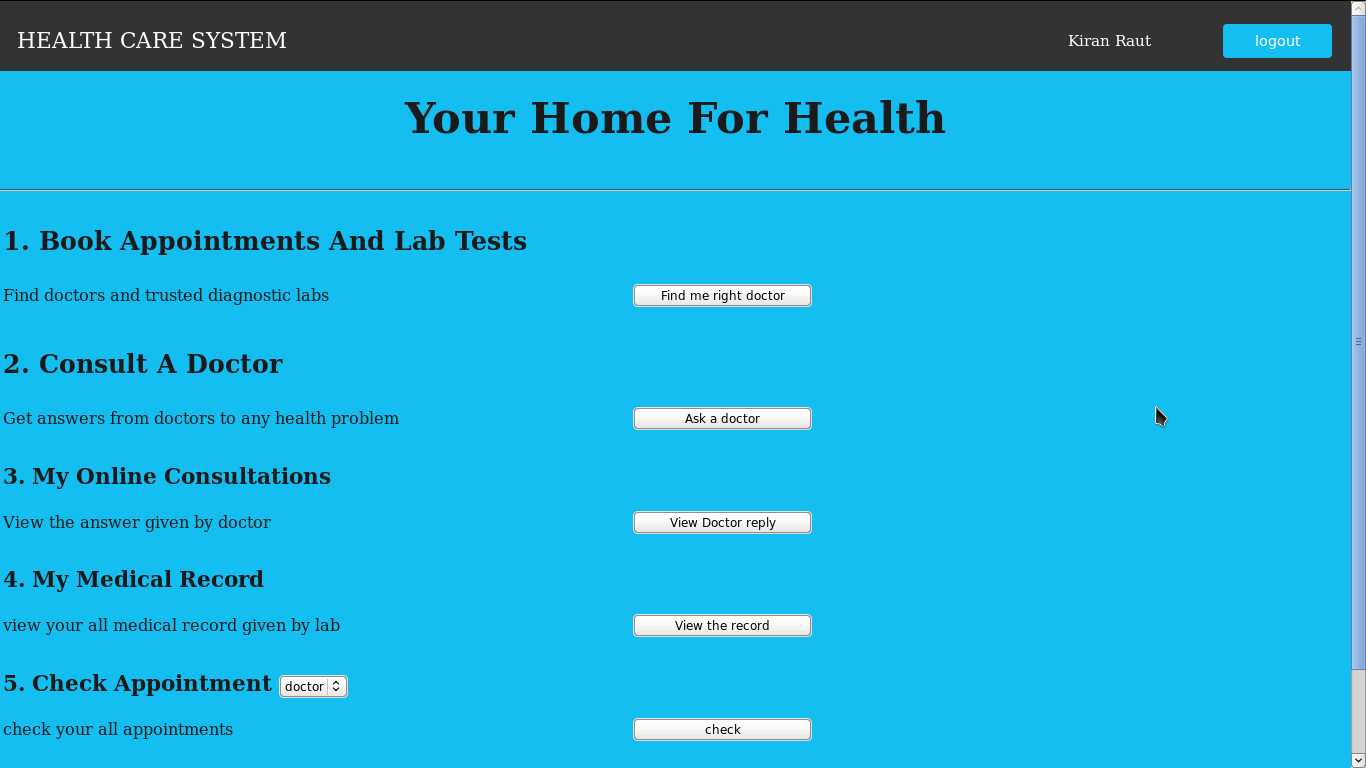 HEALTH CARE SYSTEM Kiran Raut logout
Your Home For Health
1. Book Appointments And Lab Tests
Find doctors and trusted diagnostic labs Find me right doctor
2. Consult A Doctor
Get answers from doctors to any health problem Ask a doctor
3. My Online Consultations
View the answer given by doctor View Doctor reply
4. My Medical Record
view your all medical record given by lab View the record
5. Check Appointment doctor
check your all appointments check